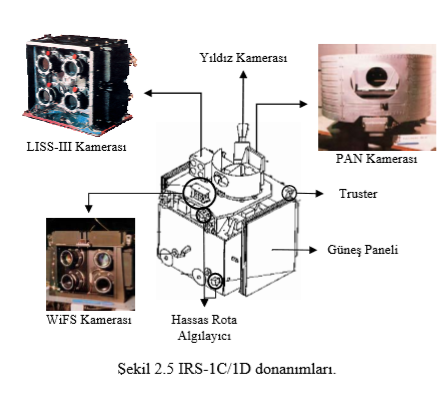 Yıldız Kamerası
LISS-III Kamerası
PAN Kamerası
Truster
Güneş Paneli
WiFS Kamerası
Hassas Rota
Algılayıcı
Şekil 2.5 IRS-1C/1D donanımları.